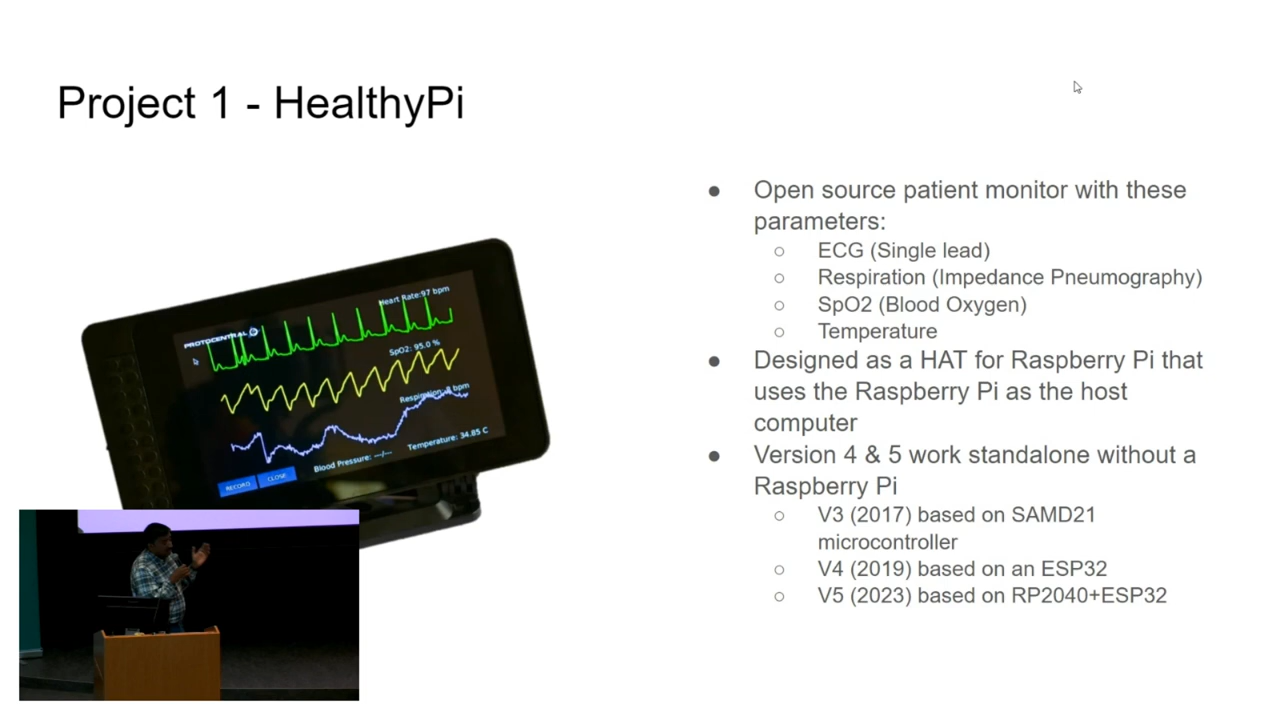 Project 1 - HealthyPi
PROTOCENTRAL
Heart Rate:97 bpm
SpO2: 95.0 %
bpm
Temperature: 34.85 C
Blood Pressure: ---/---
RECORD
CLOSE
● Open source patient monitor with these
parameters:
○ ECG (Single lead)
○ Respiration (Impedance Pneumography)
○ SpO2 (Blood Oxygen)
○ Temperature
● Designed as a HAT for Raspberry Pi that
uses the Raspberry Pi as the host
computer
● Version 4 & 5 work standalone without a
Raspberry Pi
○ V3 (2017) based on SAMD21
microcontroller
○ V4 (2019) based on an ESP32
○ V5 (2023) based on RP2040+ESP32